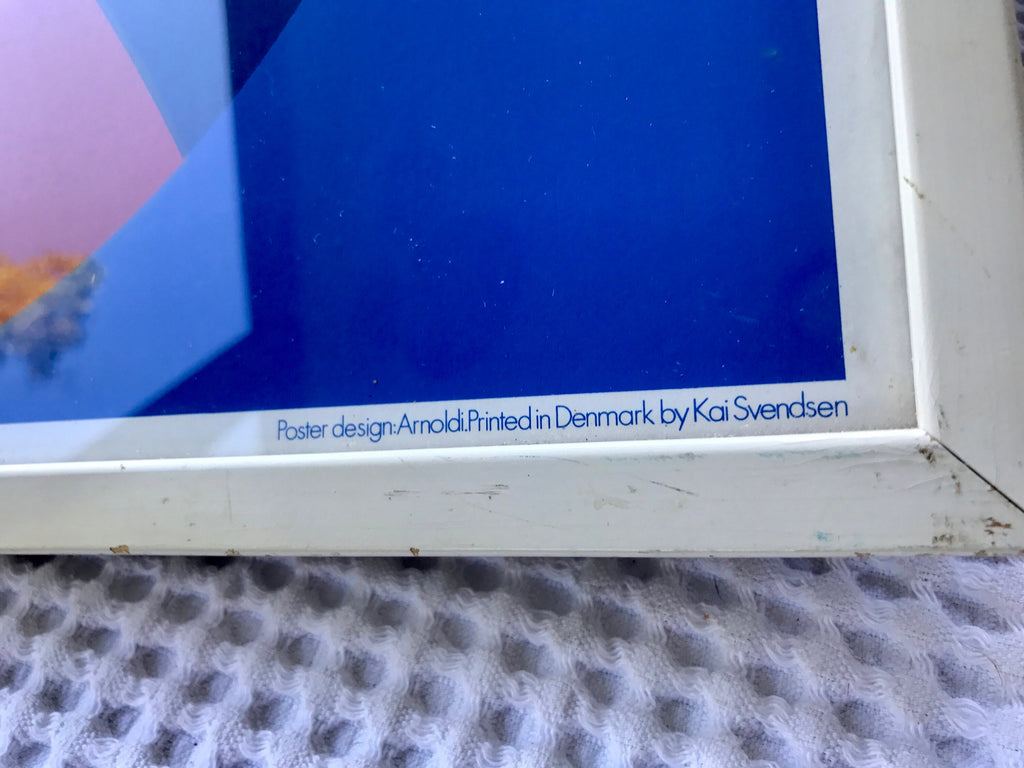 Poster design:Arnoldi.Printed in Denmark by Kai Svendsen